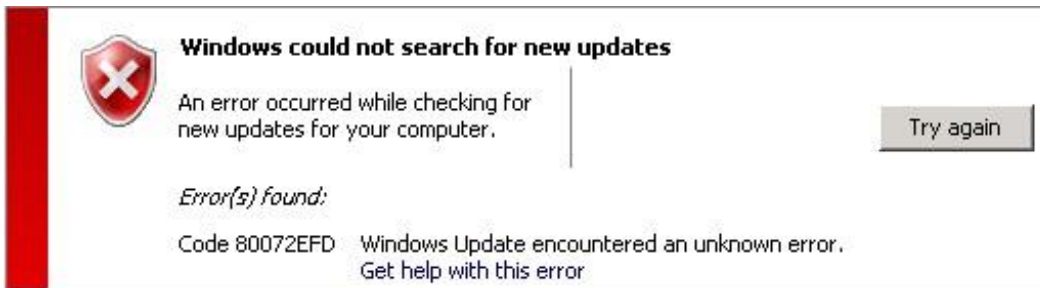 Windows could not search for new updates
An error occurred while checking for
new updates for your computer.
Try again
Error(s) found:
Code 80072EFD Windows Update encountered an unknown error.
Get help with this error